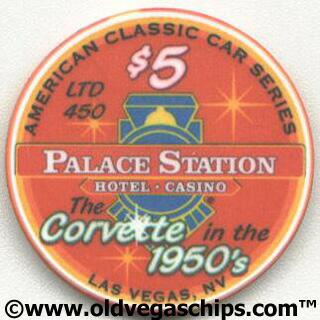 AMERICAN CLASSIC CAR SERIES
$5
LTD
450
PALACE STATION
HOTEL · CASINO
®
The
Corvette in the
1950's
LAS VEGAS, NV
©www.oldvegaschips.com™